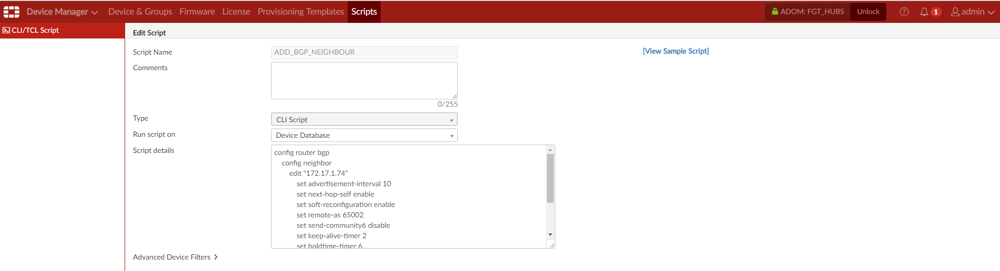 Device Manager Device & Groups Firmware License Provisioning Templates Scripts ADOM: FGT_HUBS Unlock 1 admin
CLI/TCL Script
Edit Script
Script Name ADD_BGP_NEIGHBOUR [View Sample Script]
Comments
0/255
Type CLI Script
Run script on Device Database
Script details
config router bgp
config neighbor
edit "172.17.1.74"
set advertisement-interval 10
set next-hop-self enable
set soft-reconfiguration enable
set remote-as 65002
set send-community6 disable
set keep-alive-timer 2
set holdtime-timer 6
Advanced Device Filters